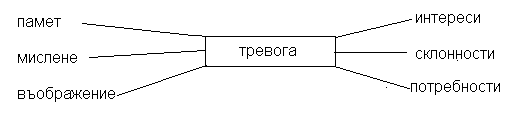 памет
мислене
въображение
тревога
интереси
склонности
потребности